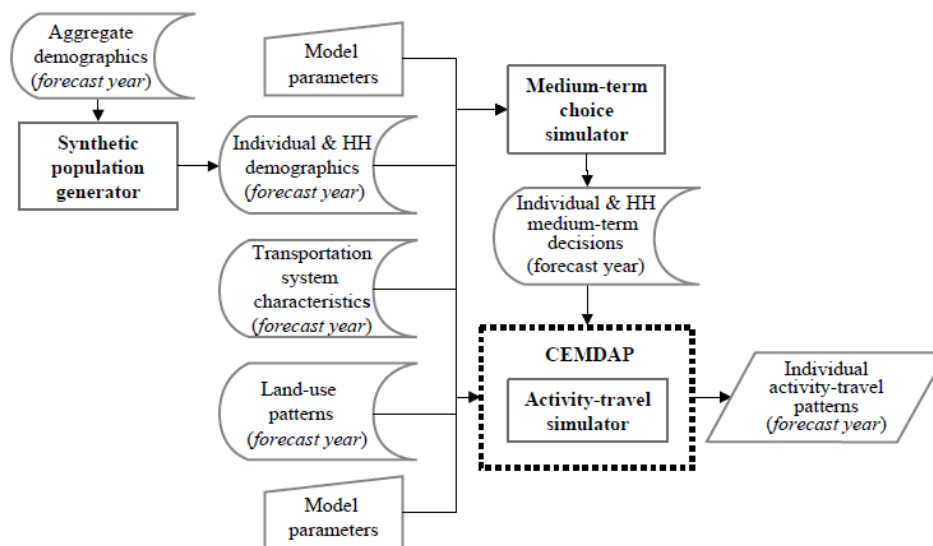 Aggregate
demographics
(forecast year)
Synthetic
population
generator
Model
parameters
Individual & HH
demographics
(forecast year)
Transportation
system
characteristics
(forecast year)
Land-use
patterns
(forecast year)
Model
parameters
Medium-term
choice
simulator
Individual & HH
medium-term
decisions
(forecast year)
CEMDAP
Activity-travel
simulator
Individual
activity-travel
patterns
(forecast year)